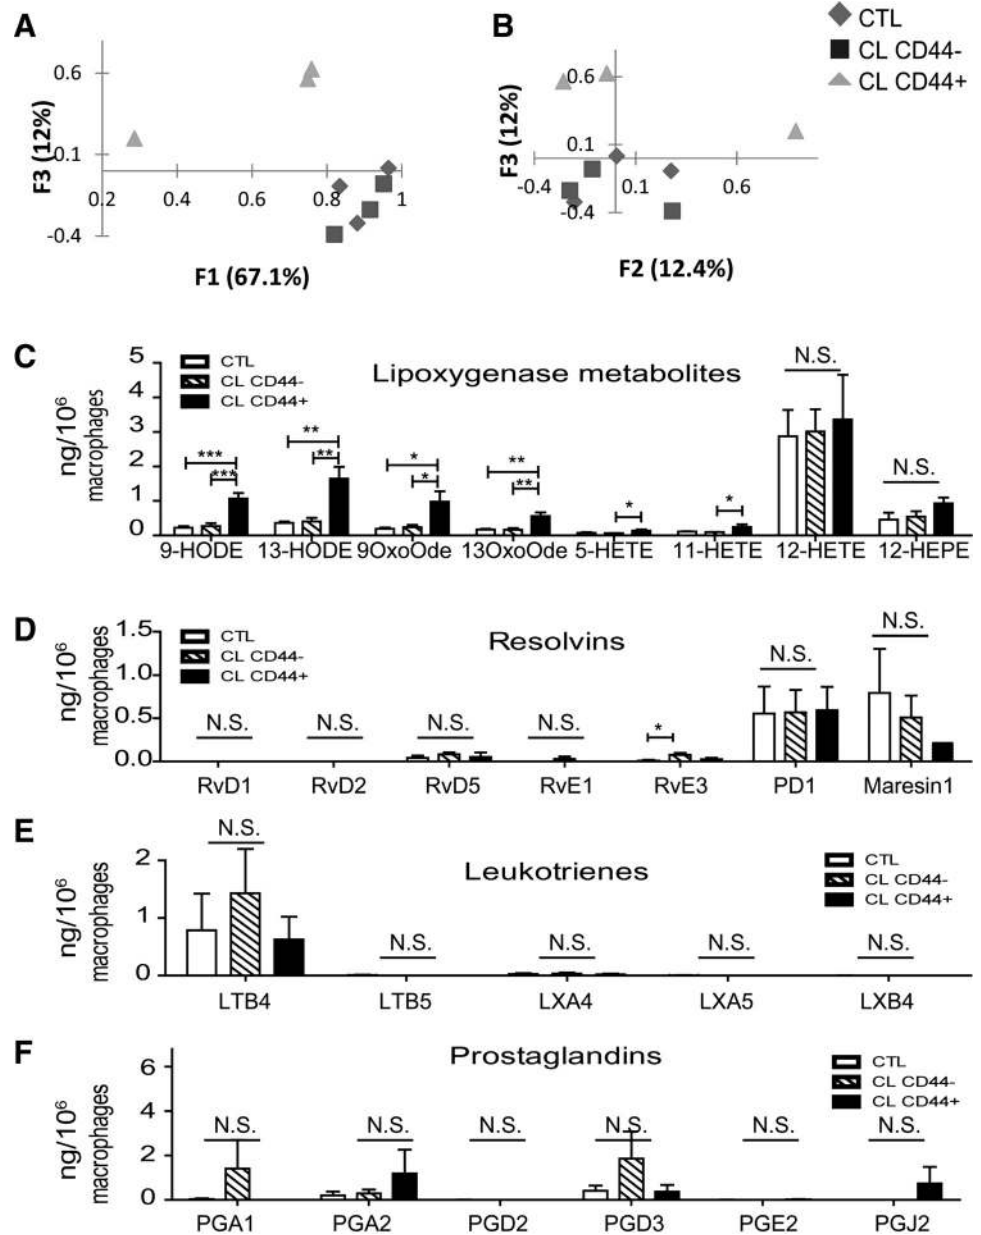 A
B
CTL
CL CD44-
CL CD44+
F3 (12%)
0.6
0.1
-0.4
0.2
0.4
0.6
0.8
1
F1 (67.1%)
F3 (12%)
0.6
0.1
-0.4
-0.4
0.1
0.6
F2 (12.4%)
C
ng/10⁶
macrophages
5
4
3
2
1
0
CTL
CL CD44-
CL CD44+
Lipoxygenase metabolites
***
***
**
**
*
*
**
**
*
*
N.S.
N.S.
9-HODE 13-HODE 9OxoOde 13OxoOde 5-HETE 11-HETE 12-HETE 12-HEPE
D
ng/10⁶
macrophages
1.5
1.0
0.5
0.0
CTL
CL CD44-
CL CD44+
Resolvins
N.S. N.S. N.S. N.S. * N.S. N.S.
RvD1 RvD2 RvD5 RvE1 RvE3 PD1 Maresin1
E
ng/10⁶
macrophages
2
1
0
Leukotrienes
CTL
CL CD44-
CL CD44+
N.S. N.S. N.S. N.S. N.S.
LTB4 LTB5 LXA4 LXA5 LXB4
F
ng/10⁶
macrophages
6
4
2
0
Prostaglandins
CTL
CL CD44-
CL CD44+
N.S. N.S. N.S. N.S. N.S. N.S.
PGA1 PGA2 PGD2 PGD3 PGE2 PGJ2